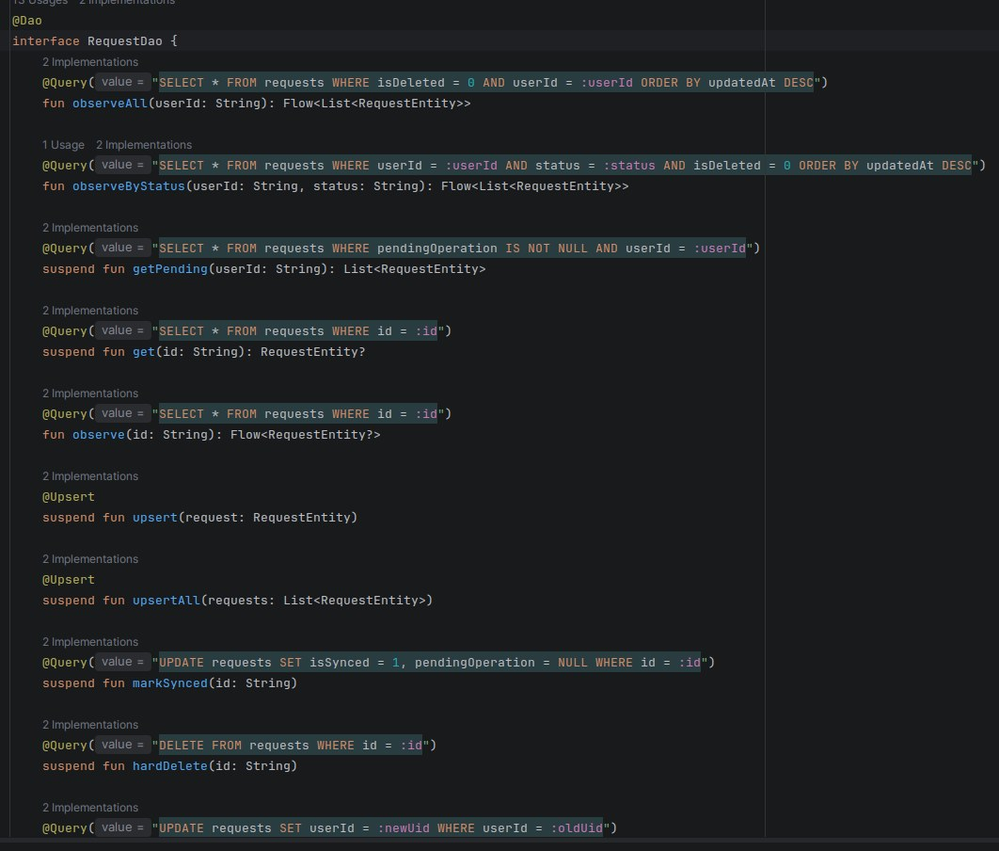 13 Usages 2 Implementations
@Dao
interface RequestDao {
2 Implementations
@Query( value = "SELECT * FROM requests WHERE isDeleted = 0 AND userId = :userId ORDER BY updatedAt DESC")
fun observeAll(userId: String): Flow<List<RequestEntity>>
1 Usage 2 Implementations
@Query( value = "SELECT * FROM requests WHERE userId = :userId AND status = :status AND isDeleted = 0 ORDER BY updatedAt DESC")
fun observeByStatus(userId: String, status: String): Flow<List<RequestEntity>>
2 Implementations
@Query( value = "SELECT * FROM requests WHERE pendingOperation IS NOT NULL AND userId = :userId")
suspend fun getPending(userId: String): List<RequestEntity>
2 Implementations
@Query( value = "SELECT * FROM requests WHERE id = :id")
suspend fun get(id: String): RequestEntity?
2 Implementations
@Query( value = "SELECT * FROM requests WHERE id = :id")
fun observe(id: String): Flow<RequestEntity?>
2 Implementations
@Upsert
suspend fun upsert(request: RequestEntity)
2 Implementations
@Upsert
suspend fun upsertAll(requests: List<RequestEntity>)
2 Implementations
@Query( value = "UPDATE requests SET isSynced = 1, pendingOperation = NULL WHERE id = :id")
suspend fun markSynced(id: String)
2 Implementations
@Query( value = "DELETE FROM requests WHERE id = :id")
suspend fun hardDelete(id: String)
2 Implementations
@Query( value = "UPDATE requests SET userId = :newUid WHERE userId = :oldUid")